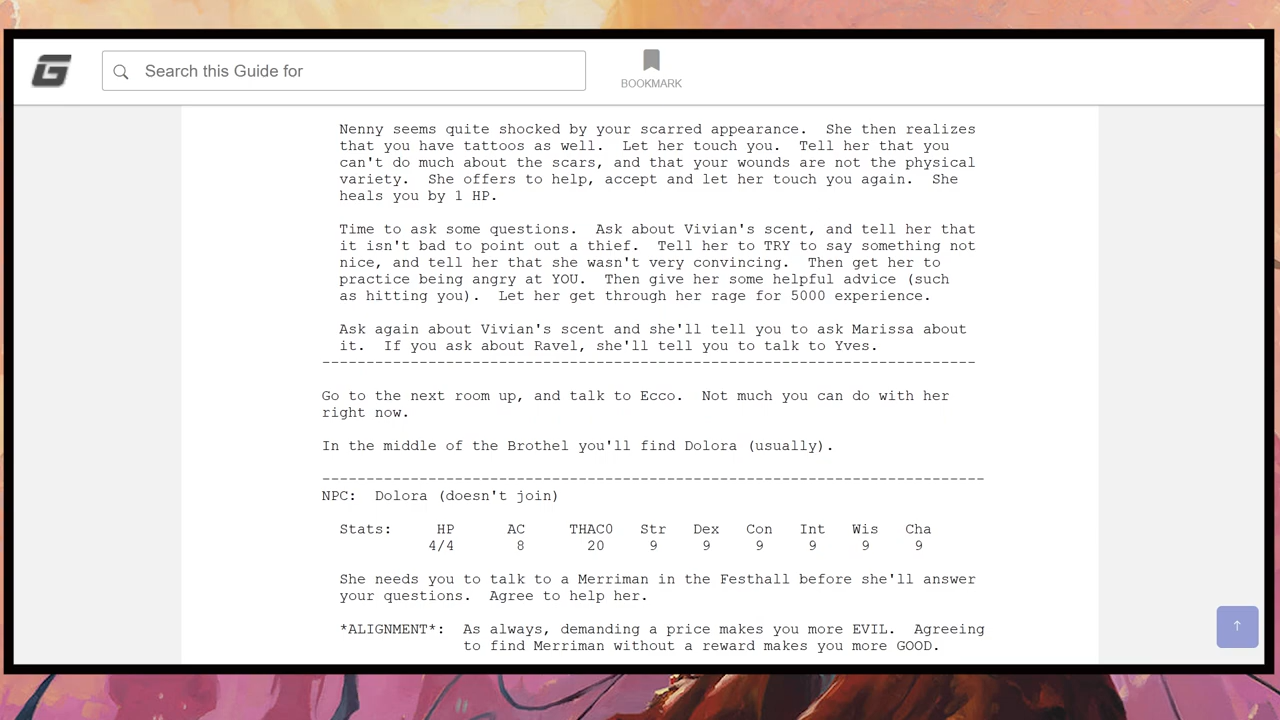 Search this Guide for
BOOKMARK
Nenny seems quite shocked by your scarred appearance.  She then realizes
that you have tattoos as well.  Let her touch you.  Tell her that you
can't do much about the scars, and that your wounds are not the physical
variety.  She offers to help, accept and let her touch you again.  She
heals you by 1 HP.
Time to ask some questions.  Ask about Vivian's scent, and tell her that
it isn't bad to point out a thief.  Tell her to TRY to say something not
nice, and tell her that she wasn't very convincing.  Then get her to
practice being angry at YOU.  Then give her some helpful advice (such
as hitting you).  Let her get through her rage for 5000 experience.
Ask again about Vivian's scent and she'll tell you to ask Marissa about
it.  If you ask about Ravel, she'll tell you to talk to Yves.
--------------------------------------------------------------------------
Go to the next room up, and talk to Ecco.  Not much you can do with her
right now.
In the middle of the Brothel you'll find Dolora (usually).
---------------------------------------------------------------------------
NPC:  Dolora (doesn't join)
Stats:     HP      AC     THAC0   Str   Dex   Con   Int   Wis   Cha
4/4       8       20      9     9     9     9     9     9
She needs you to talk to a Merriman in the Festhall before she'll answer
your questions.  Agree to help her.
*ALIGNMENT*:  As always, demanding a price makes you more EVIL.  Agreeing
to find Merriman without a reward makes you more GOOD.